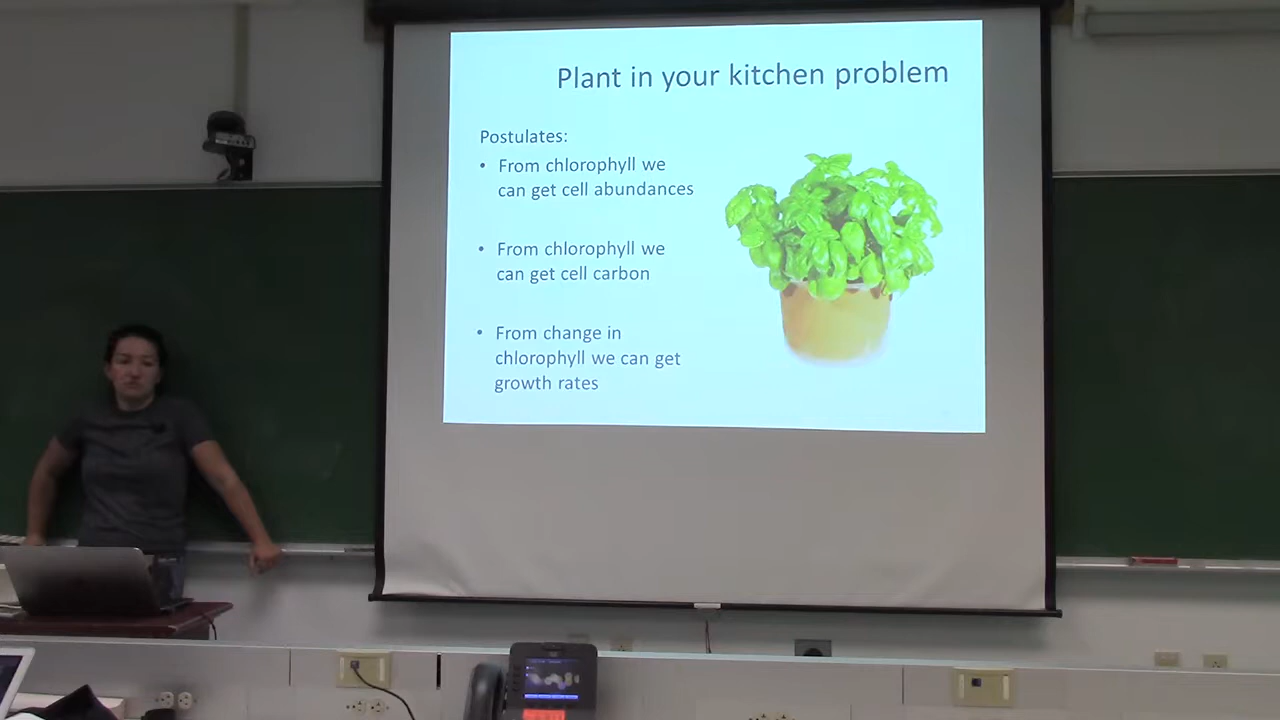 Plant in your kitchen problem
Postulates:
• From chlorophyll we
can get cell abundances
• From chlorophyll we
can get cell carbon
• From change in
chlorophyll we can get
growth rates